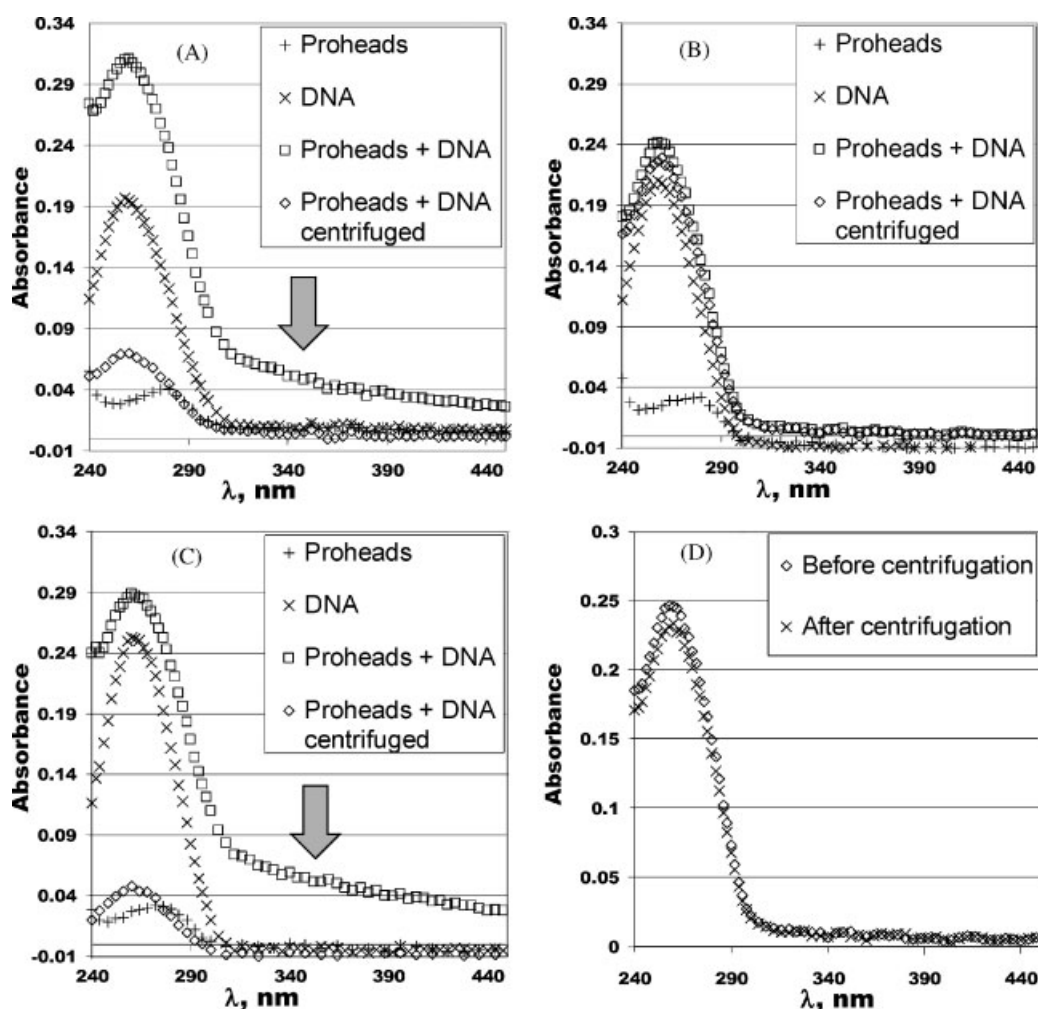 (A)
0.34
0.29
0.24
0.19
0.14
0.09
0.04
-0.01
Absorbance
+ Proheads
× DNA
□ Proheads + DNA
◇ Proheads + DNA
centrifuged
240 290 340 390 440
λ, nm
(B)
0.34
0.29
0.24
0.19
0.14
0.09
0.04
-0.01
Absorbance
+ Proheads
× DNA
□ Proheads + DNA
◇ Proheads + DNA
centrifuged
240 290 340 390 440
λ, nm
(C)
0.34
0.29
0.24
0.19
0.14
0.09
0.04
-0.01
Absorbance
+ Proheads
× DNA
□ Proheads + DNA
◇ Proheads + DNA
centrifuged
240 290 340 390 440
λ, nm
(D)
0.3
0.25
0.2
0.15
0.1
0.05
0
Absorbance
◇ Before centrifugation
× After centrifugation
240 290 340 390 440
λ, nm